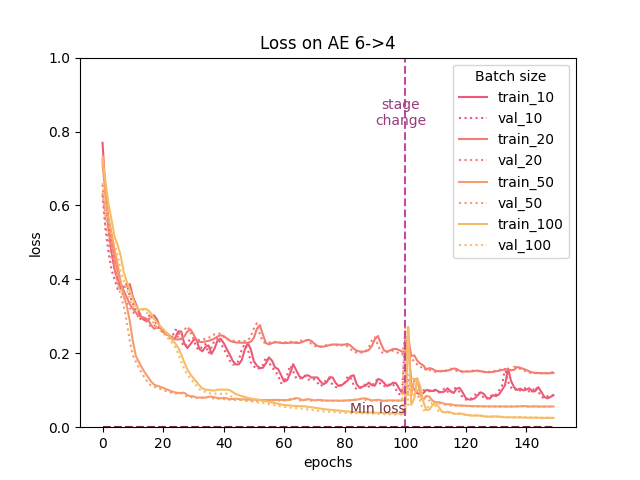 Loss on AE 6->4
1.0
0.8
0.6
0.4
0.2
0.0
loss
stage
change
Min loss
Batch size
train_10
val_10
train_20
val_20
train_50
val_50
train_100
val_100
0 20 40 60 80 100 120 140
epochs